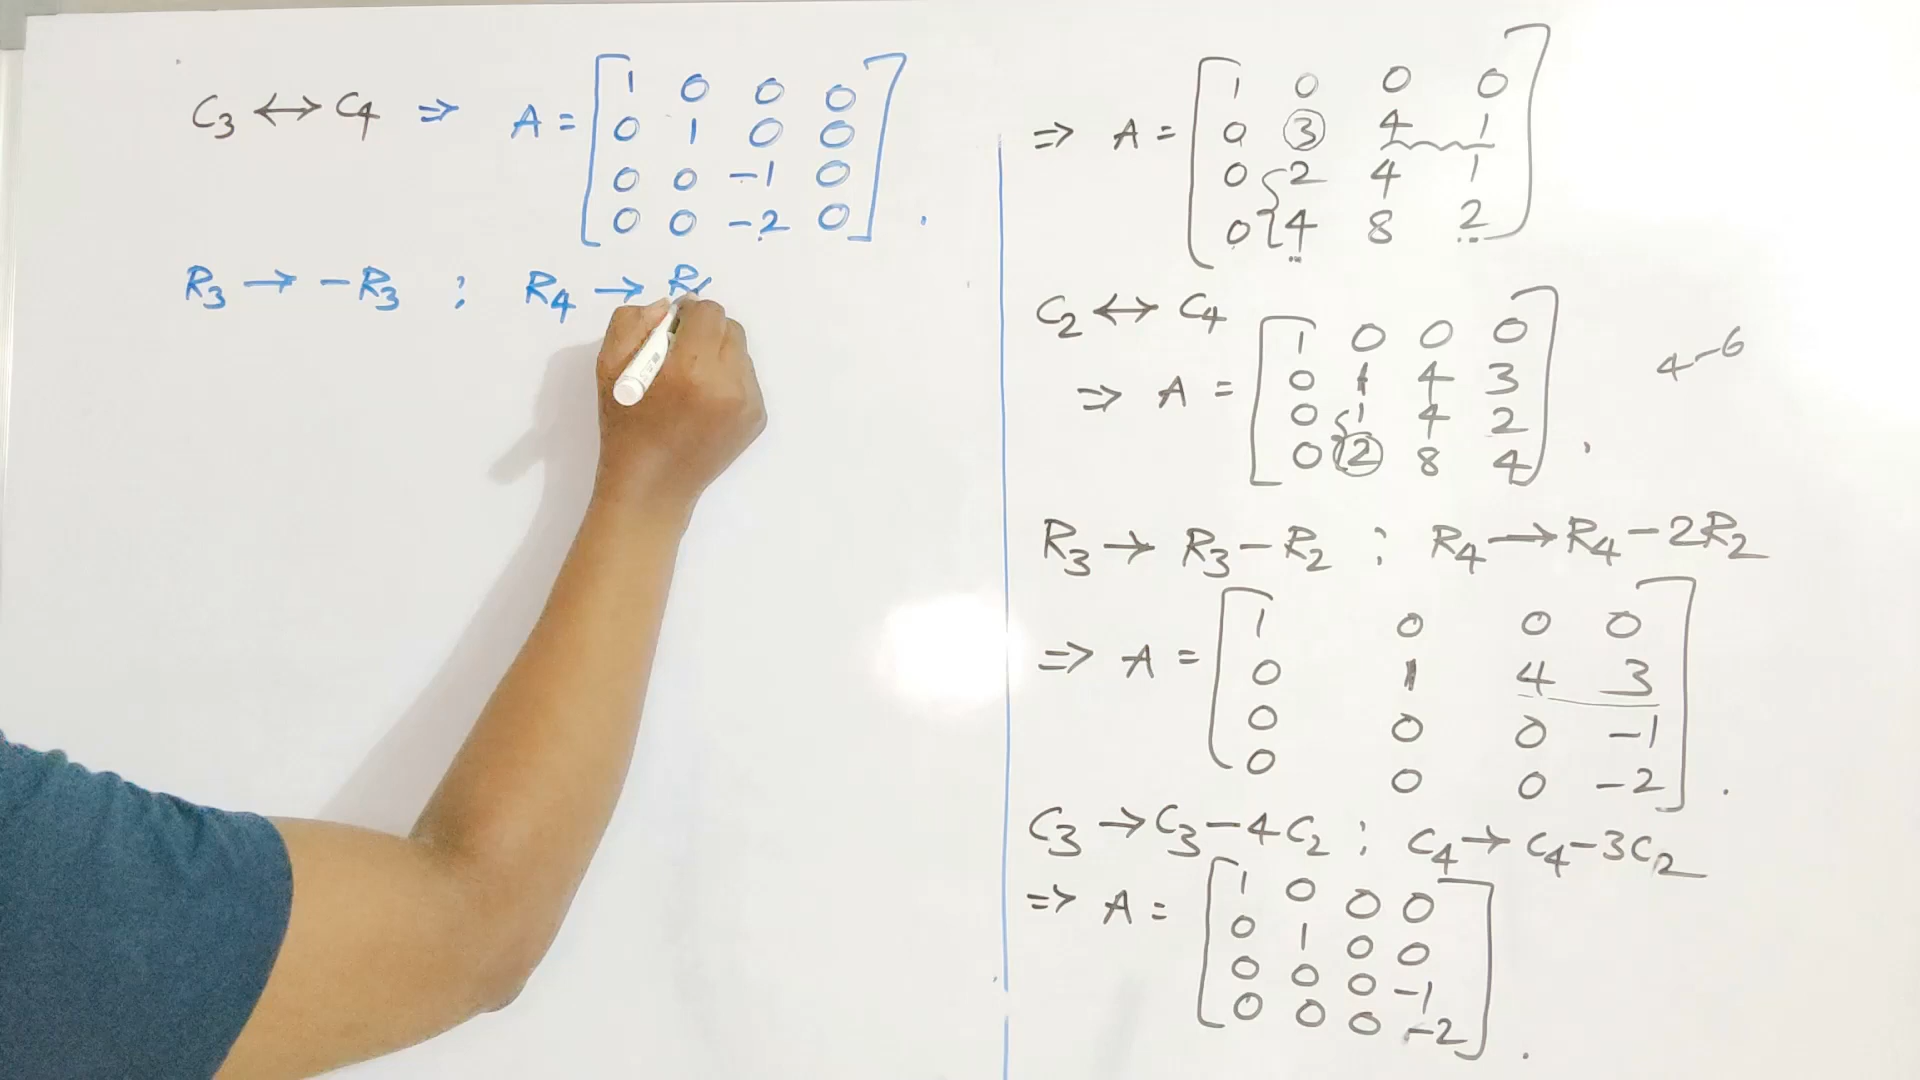 C3 ↔ C4 ⇒ A = [ 1 0 0 0
0 1 0 0
0 0 -1 0
0 0 -2 0 ] .
R3 → -R3 ; R4 → R
⇒ A = [ 1 0 0 0
0 3 4 1
0 2 4 1
0 4 8 2 ]
C2 ↔ C4
⇒ A = [ 1 0 0 0
0 1 4 3
0 1 4 2
0 2 8 4 ] .
4-6
R3 → R3 - R2 ; R4 → R4 - 2R2
⇒ A = [ 1 0 0 0
0 1 4 3
0 0 0 -1
0 0 0 -2 ] .
C3 → C3 - 4C2 ; C4 → C4 - 3C2
⇒ A = [ 1 0 0 0
0 1 0 0
0 0 0 -1
0 0 0 -2 ] .